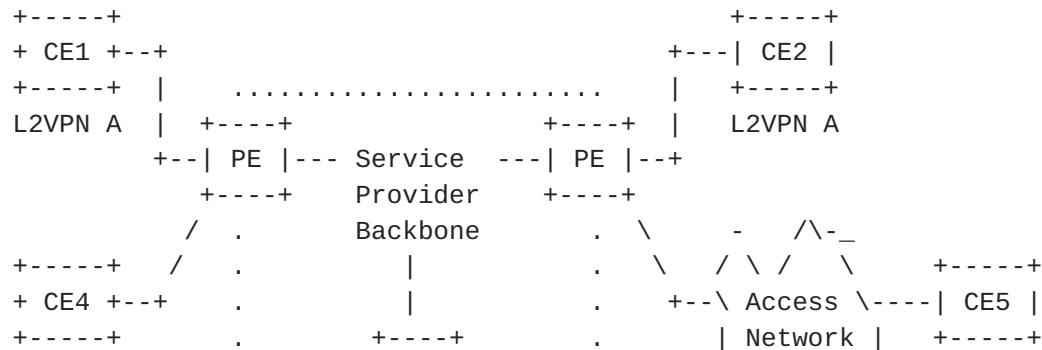 +-----+                                       +-----+
+ CE1 +--+                                +---| CE2 |
+-----+  |    ........................    |   +-----+
L2VPN A  |  +----+                +----+  |   L2VPN A
         +--| PE |--- Service  ---| PE |--+
            +----+    Provider    +----+
           /  .       Backbone       .  \     -   /\-_
+-----+   /   .          |           .   \   / \ /   \     +-----+
+ CE4 +--+    .          |           .    +--\ Access \----| CE5 |
+-----+       .        +----+        .       | Network |   +-----+